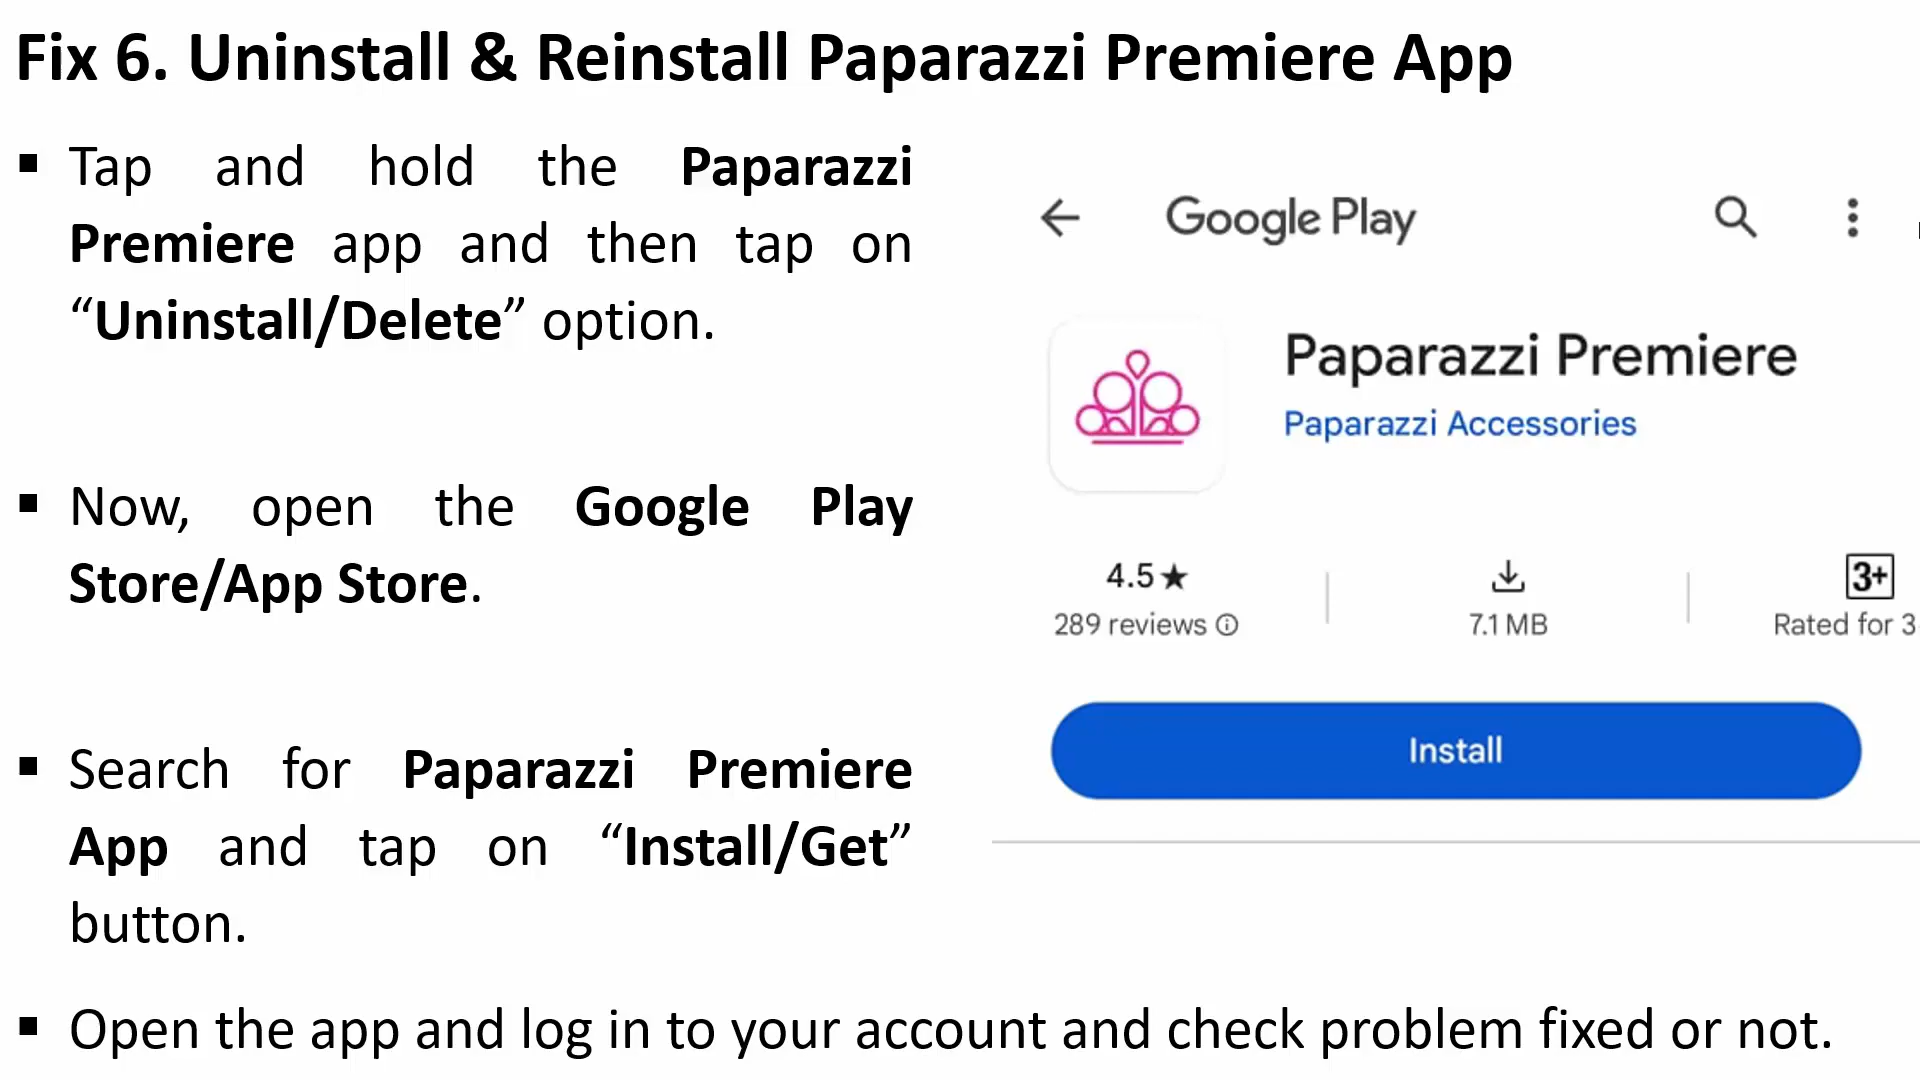 Fix 6. Uninstall & Reinstall Paparazzi Premiere App
▪ Tap and hold the Paparazzi
Premiere app and then tap on
“Uninstall/Delete” option.
▪ Now, open the Google Play
Store/App Store.
▪ Search for Paparazzi Premiere
App and tap on “Install/Get”
button.
▪ Open the app and log in to your account and check problem fixed or not.
Google Play
Paparazzi Premiere
Paparazzi Accessories
4.5★
289 reviews
7.1 MB
3+
Rated for 3
Install